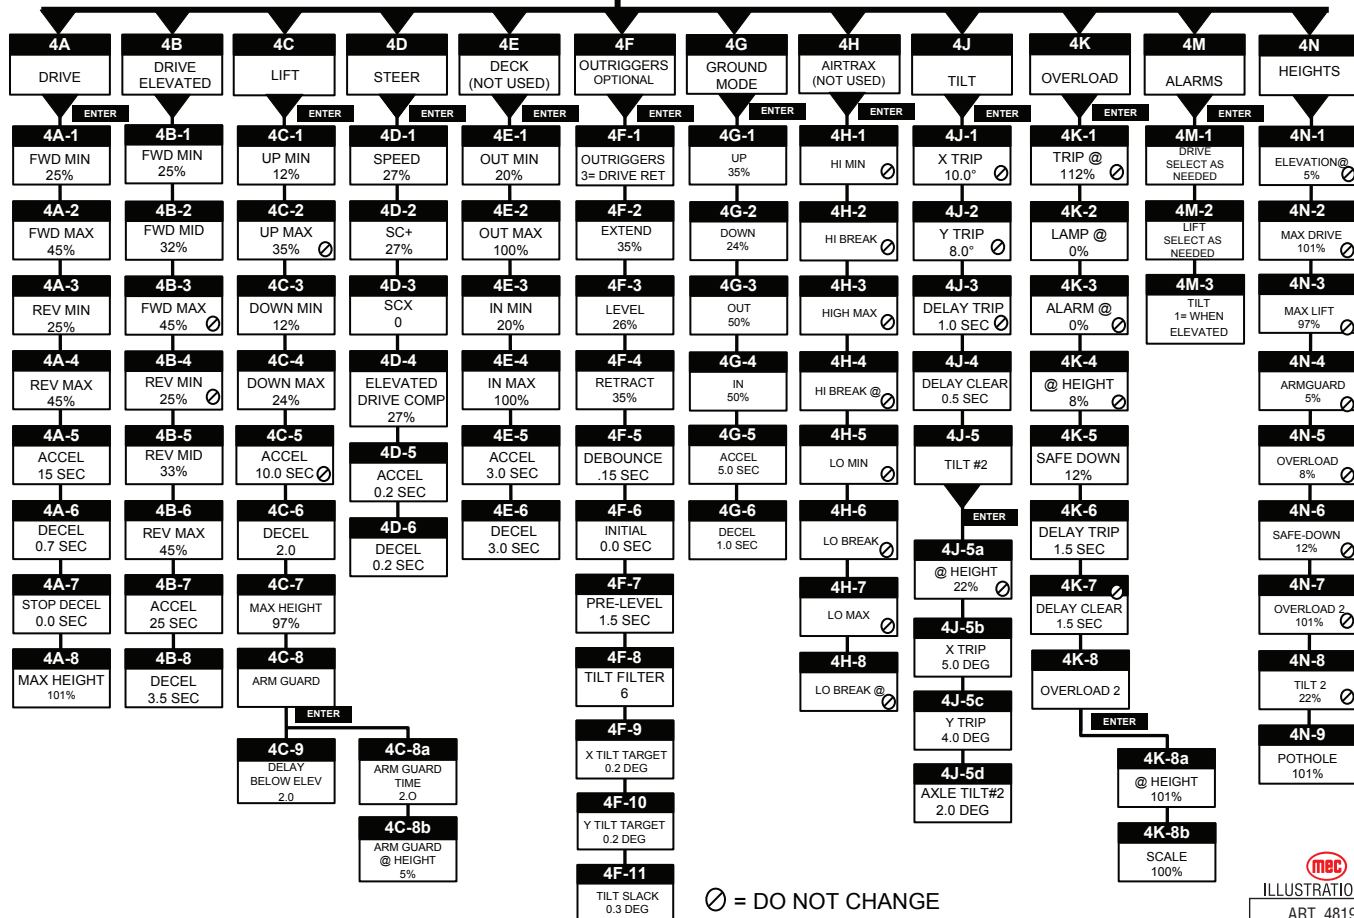 4A
DRIVE
4B
DRIVE
ELEVATED
4C
LIFT
4D
STEER
4E
DECK
(NOT USED)
4F
OUTRIGGERS
OPTIONAL
4G
GROUND
MODE
4H
AIRTRAX
(NOT USED)
4J
TILT
4K
OVERLOAD
4M
ALARMS
4N
HEIGHTS
ENTER
4A-1
FWD MIN
25%
4A-2
FWD MAX
45%
4A-3
REV MIN
25%
4A-4
REV MAX
45%
4A-5
ACCEL
15 SEC
4A-6
DECEL
0.7 SEC
4A-7
STOP DECEL
0.0 SEC
4A-8
MAX HEIGHT
101%
ENTER
4B-1
FWD MIN
25%
4B-2
FWD MID
32%
4B-3
FWD MAX
45%
4B-4
REV MIN
25%
4B-5
REV MID
33%
4B-6
REV MAX
45%
4B-7
ACCEL
25 SEC
4B-8
DECEL
3.5 SEC
ENTER
4C-1
UP MIN
12%
4C-2
UP MAX
35%
4C-3
DOWN MIN
12%
4C-4
DOWN MAX
24%
4C-5
ACCEL
10.0 SEC
4C-6
DECEL
2.0
4C-7
MAX HEIGHT
97%
4C-8
ARM GUARD
ENTER
4C-9
DELAY
BELOW ELEV
2.0
4C-8a
ARM GUARD
TIME
2.O
4C-8b
ARM GUARD
@ HEIGHT
5%
ENTER
4D-1
SPEED
27%
4D-2
SC+
27%
4D-3
SCX
0
4D-4
ELEVATED
DRIVE COMP
27%
4D-5
ACCEL
0.2 SEC
4D-6
DECEL
0.2 SEC
ENTER
4E-1
OUT MIN
20%
4E-2
OUT MAX
100%
4E-3
IN MIN
20%
4E-4
IN MAX
100%
4E-5
ACCEL
3.0 SEC
4E-6
DECEL
3.0 SEC
ENTER
4F-1
OUTRIGGERS
3= DRIVE RET
4F-2
EXTEND
35%
4F-3
LEVEL
26%
4F-4
RETRACT
35%
4F-5
DEBOUNCE
.15 SEC
4F-6
INITIAL
0.0 SEC
4F-7
PRE-LEVEL
1.5 SEC
4F-8
TILT FILTER
6
4F-9
X TILT TARGET
0.2 DEG
4F-10
Y TILT TARGET
0.2 DEG
4F-11
TILT SLACK
0.3 DEG
ENTER
4G-1
UP
35%
4G-2
DOWN
24%
4G-3
OUT
50%
4G-4
IN
50%
4G-5
ACCEL
5.0 SEC
4G-6
DECEL
1.0 SEC
ENTER
4H-1
HI MIN
4H-2
HI BREAK
4H-3
HIGH MAX
4H-4
HI BREAK @
4H-5
LO MIN
4H-6
LO BREAK
4H-7
LO MAX
4H-8
LO BREAK @
ENTER
4J-1
X TRIP
10.0°
4J-2
Y TRIP
8.0°
4J-3
DELAY TRIP
1.0 SEC
4J-4
DELAY CLEAR
0.5 SEC
4J-5
TILT #2
ENTER
4J-5a
@ HEIGHT
22%
4J-5b
X TRIP
5.0 DEG
4J-5c
Y TRIP
4.0 DEG
4J-5d
AXLE TILT#2
2.0 DEG
ENTER
4K-1
TRIP @
112%
4K-2
LAMP @
0%
4K-3
ALARM @
0%
4K-4
@ HEIGHT
8%
4K-5
SAFE DOWN
12%
4K-6
DELAY TRIP
1.5 SEC
4K-7
DELAY CLEAR
1.5 SEC
4K-8
OVERLOAD 2
ENTER
4K-8a
@ HEIGHT
101%
4K-8b
SCALE
100%
ENTER
4M-1
DRIVE
SELECT AS
NEEDED
4M-2
LIFT
SELECT AS
NEEDED
4M-3
TILT
1= WHEN
ELEVATED
ENTER
4N-1
ELEVATION@
5%
4N-2
MAX DRIVE
101%
4N-3
MAX LIFT
97%
4N-4
ARMGUARD
5%
4N-5
OVERLOAD
8%
4N-6
SAFE-DOWN
12%
4N-7
OVERLOAD 2
101%
4N-8
TILT 2
22%
4N-9
POTHOLE
101%
= DO NOT CHANGE
mec
ILLUSTRATIO
ART 4819